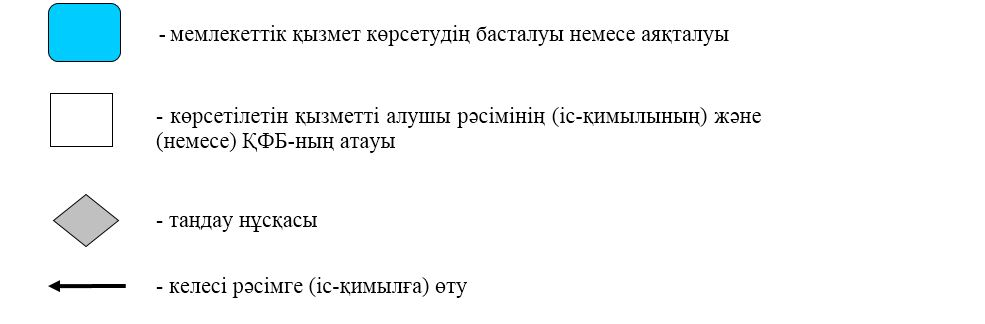 - мемлекеттік қызмет көрсетудің басталуы немесе аяқталуы
- көрсетілетін қызметті алушы рәсімінің (іс-қимылының) және
(немесе) ҚФБ-ның атауы
- таңдау нұсқасы
- келесі рәсімге (іс-қимылға) өту